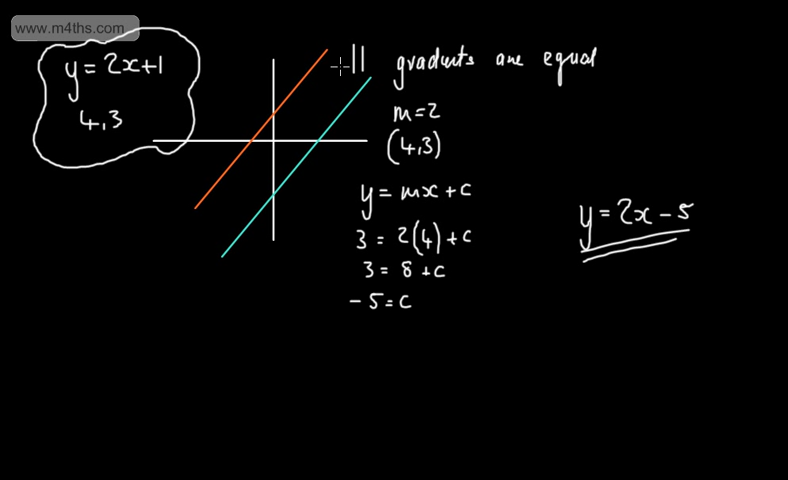 www.m4ths.com
y = 2x+1
4,3
|| gradients are equal
m = 2
(4,3)
y = mx + c
3 = 2(4) + c
3 = 8 + c
- 5 = c
y = 2x - 5